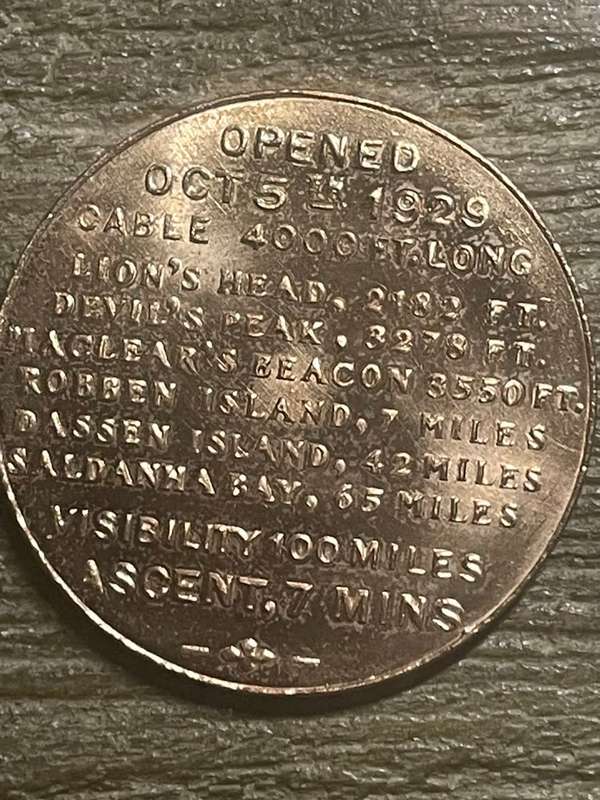 OPENED
OCT 5TH 1929
CABLE 4000 FT. LONG
LION'S HEAD, 2182 FT.
DEVIL'S PEAK. 3278 FT.
MACLEAR'S BEACON 3550 FT.
ROBBEN ISLAND, 7 MILES
DASSEN ISLAND, 42 MILES
SALDANHA BAY, 65 MILES
VISIBILITY 100 MILES
ASCENT, 7 MINS